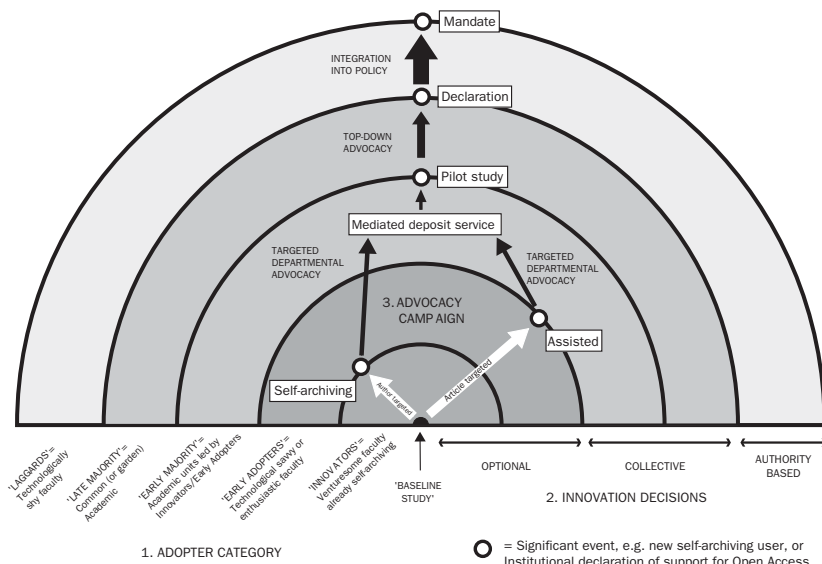 Mandate
INTEGRATION
INTO POLICY
Declaration
TOP-DOWN
ADVOCACY
Pilot study
Mediated deposit service
TARGETED
DEPARTMENTAL
ADVOCACY
TARGETED
DEPARTMENTAL
ADVOCACY
3. ADVOCACY
CAMP AIGN
Assisted
Self-archiving
Author targeted
Article targeted
'LAGGARDS'=
Technologically
shy faculty
'LATE MAJORITY'=
Common (or garden)
Academic
'EARLY MAJORITY'=
Academic units led by
Innovators/Early Adopters
'EARLY ADOPTERS'=
Technological savvy or
enthusiastic faculty
'INNOVATORS'=
Venturesome faculty
already self-archiving
'BASELINE
STUDY'
OPTIONAL
COLLECTIVE
AUTHORITY
BASED
2. INNOVATION DECISIONS
1. ADOPTER CATEGORY
= Significant event, e.g. new self-archiving user, or
Institutional declaration of support for Open Access